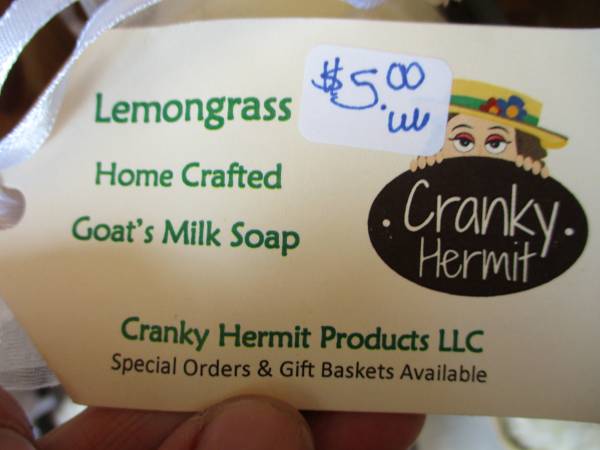 Lemongrass
$5.00
Home Crafted
Goat's Milk Soap
Cranky
Hermit
Cranky Hermit Products LLC
Special Orders & Gift Baskets Available